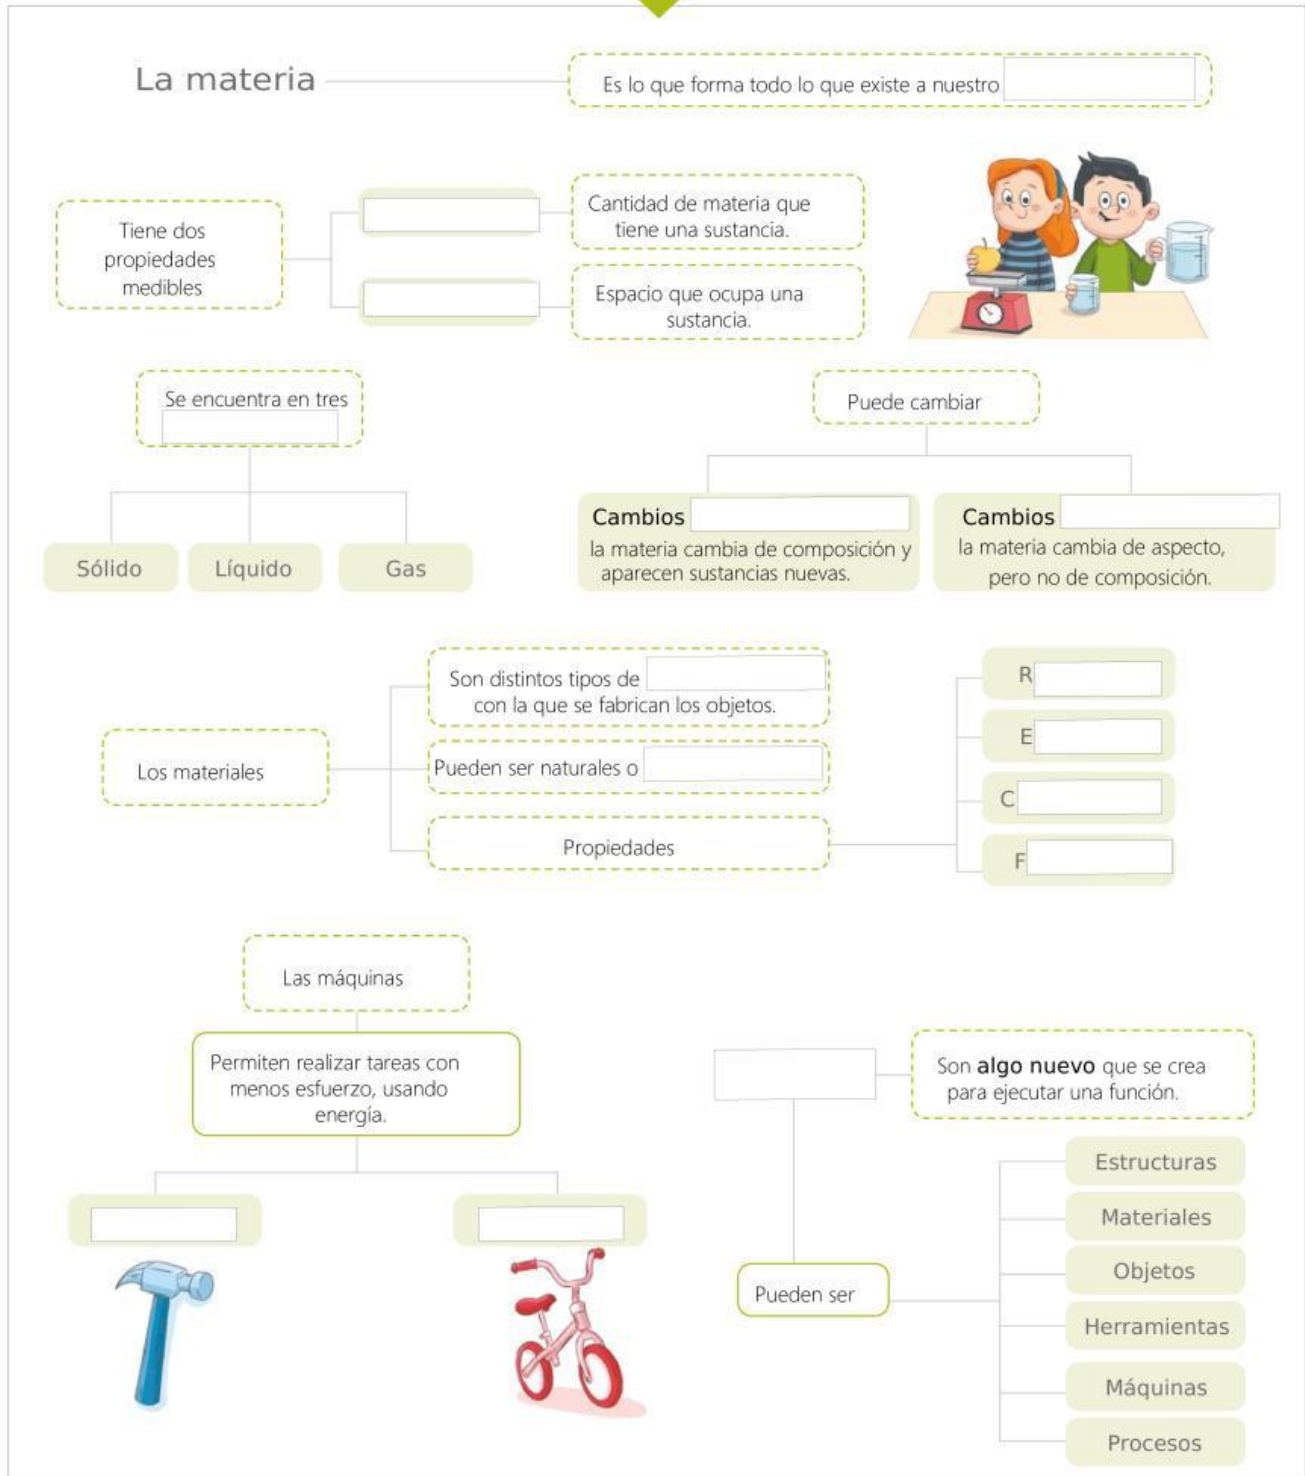 La materia
Es lo que forma todo lo que existe a nuestro
Tiene dos
propiedades
medibles
Cantidad de materia que
tiene una sustancia.
Espacio que ocupa una
sustancia.
Se encuentra en tres
Sólido
Líquido
Gas
Puede cambiar
Cambios
la materia cambia de composición y
aparecen sustancias nuevas.
Cambios
la materia cambia de aspecto,
pero no de composición.
Los materiales
Son distintos tipos de
con la que se fabrican los objetos.
Pueden ser naturales o
Propiedades
R
E
C
F
Las máquinas
Permiten realizar tareas con
menos esfuerzo, usando
energía.
Son algo nuevo que se crea
para ejecutar una función.
Pueden ser
Estructuras
Materiales
Objetos
Herramientas
Máquinas
Procesos